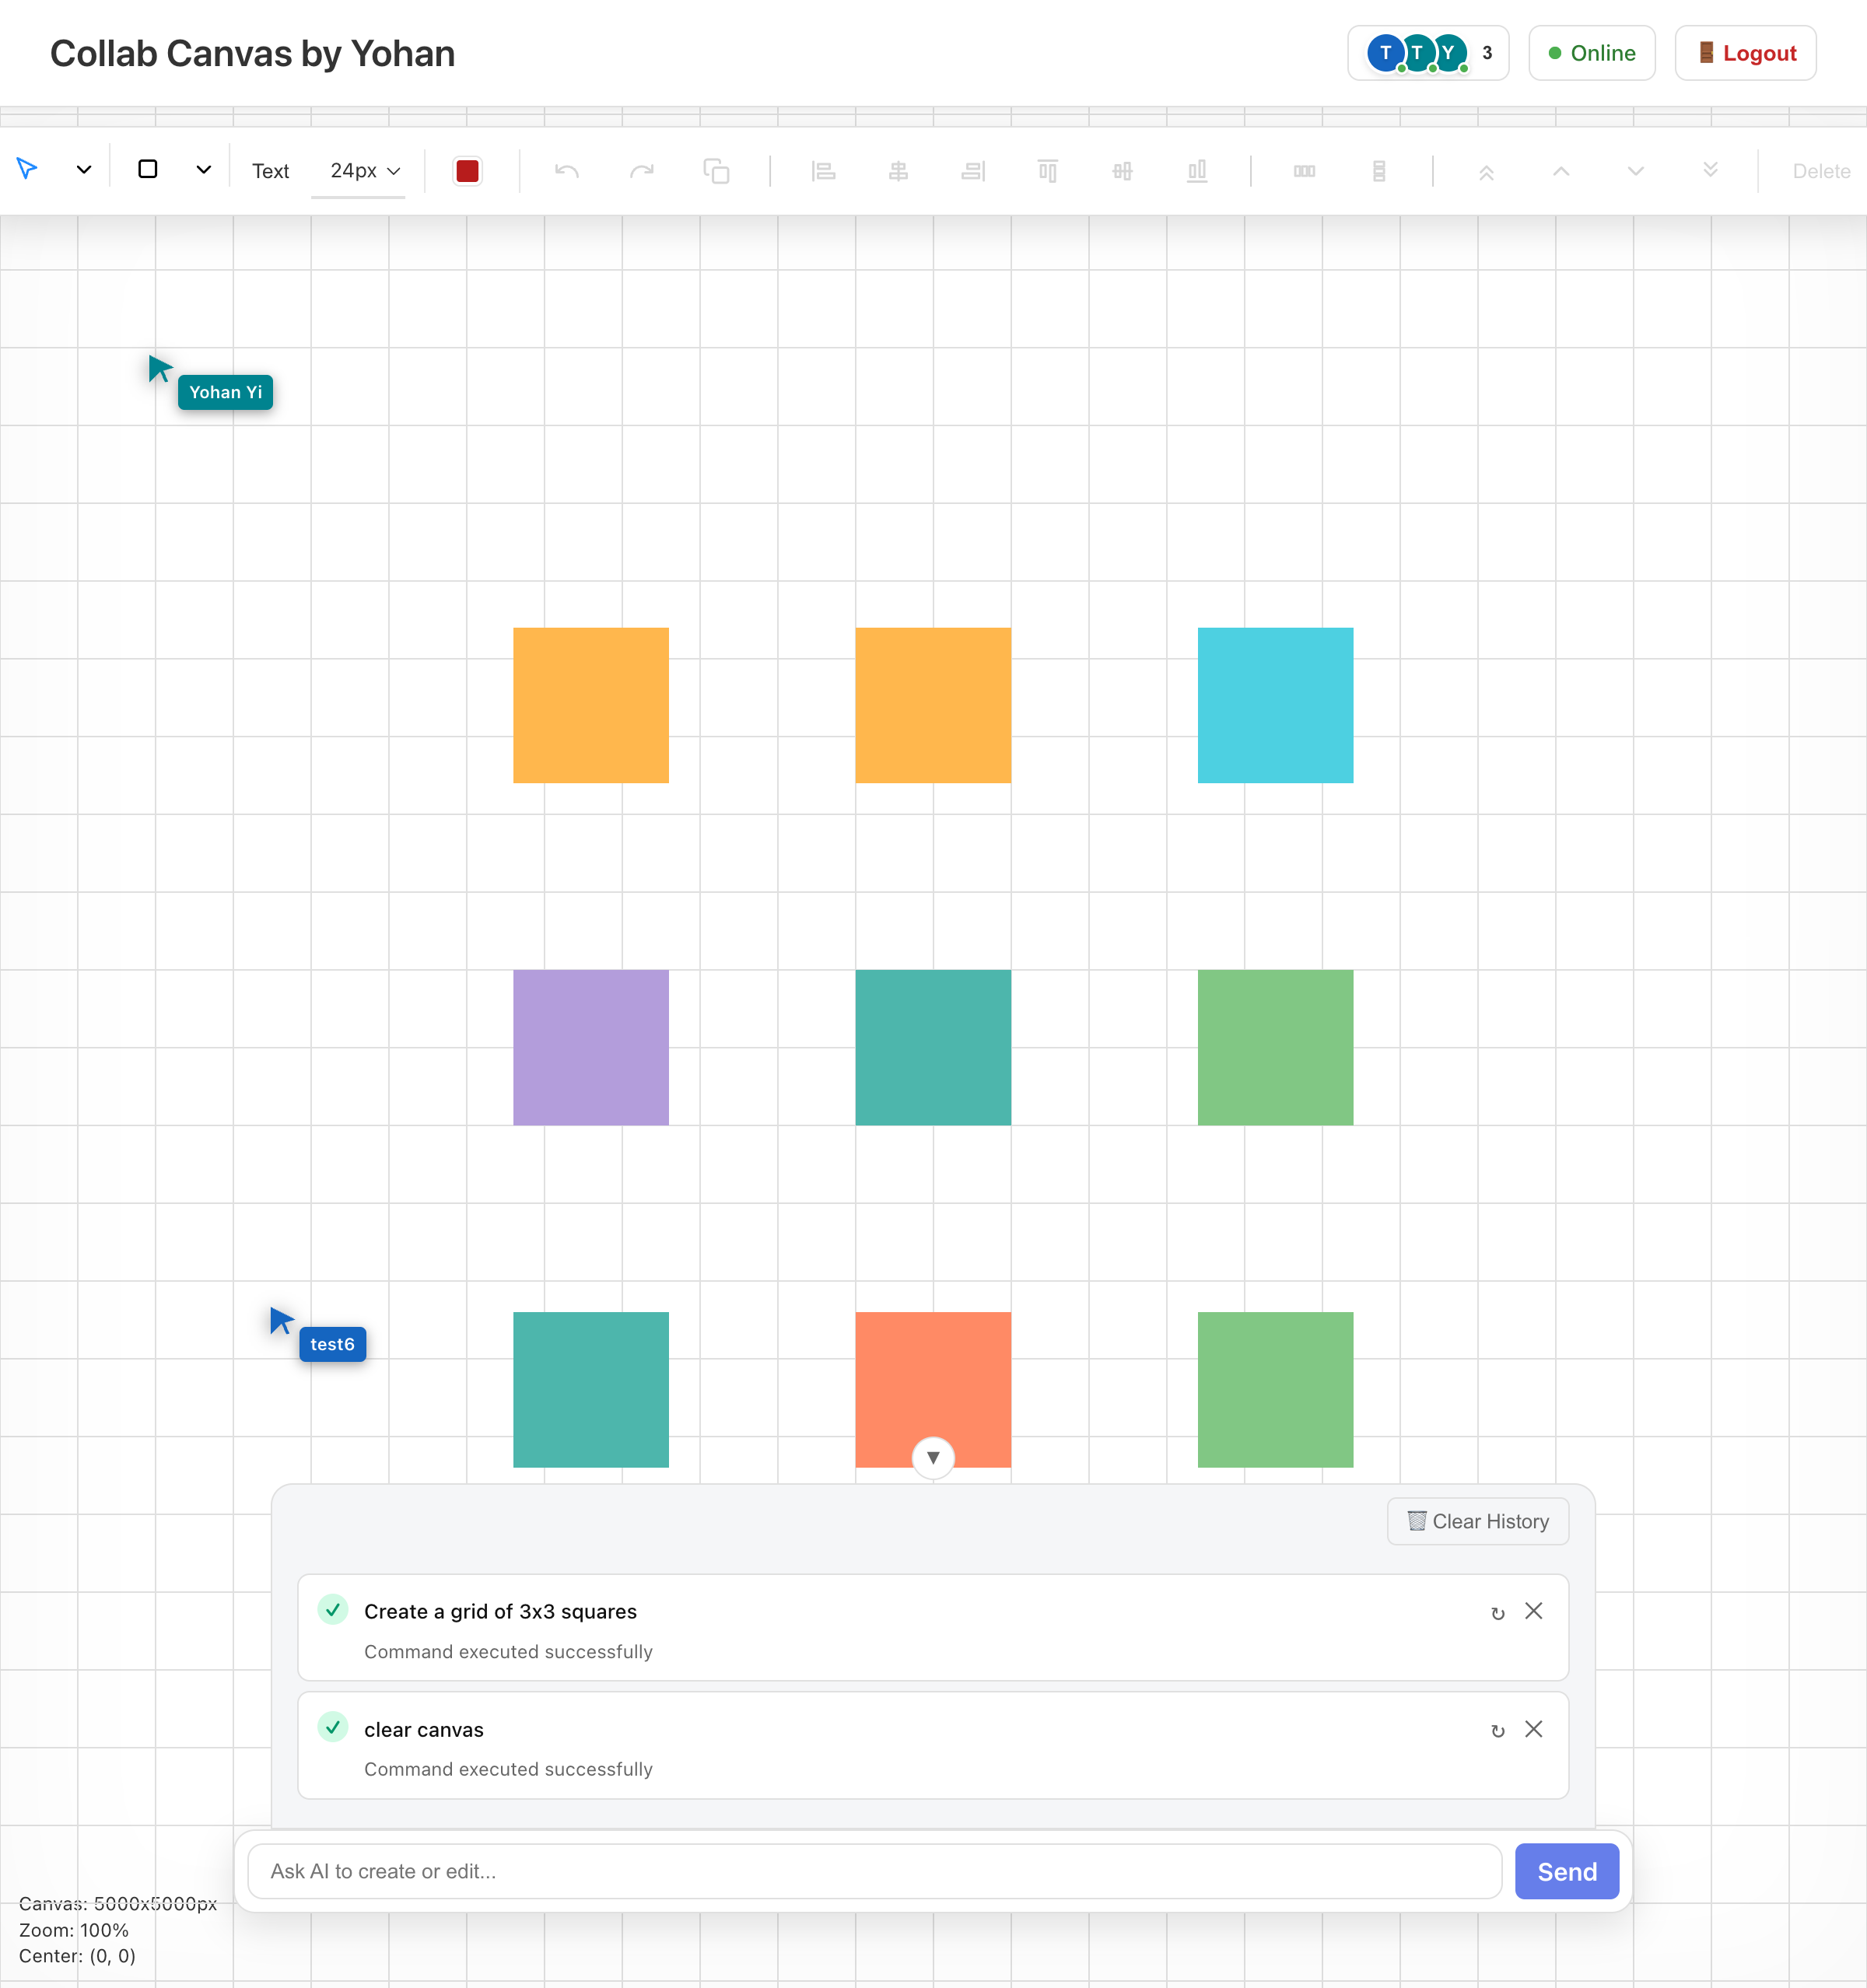 Collab Canvas by Yohan
T T Y 3
Online
Logout
Text
24px
Delete
Yohan Yi
test6
Clear History
Create a grid of 3x3 squares
Command executed successfully
clear canvas
Command executed successfully
Ask AI to create or edit...
Send
Canvas: 5000x5000px
Zoom: 100%
Center: (0, 0)